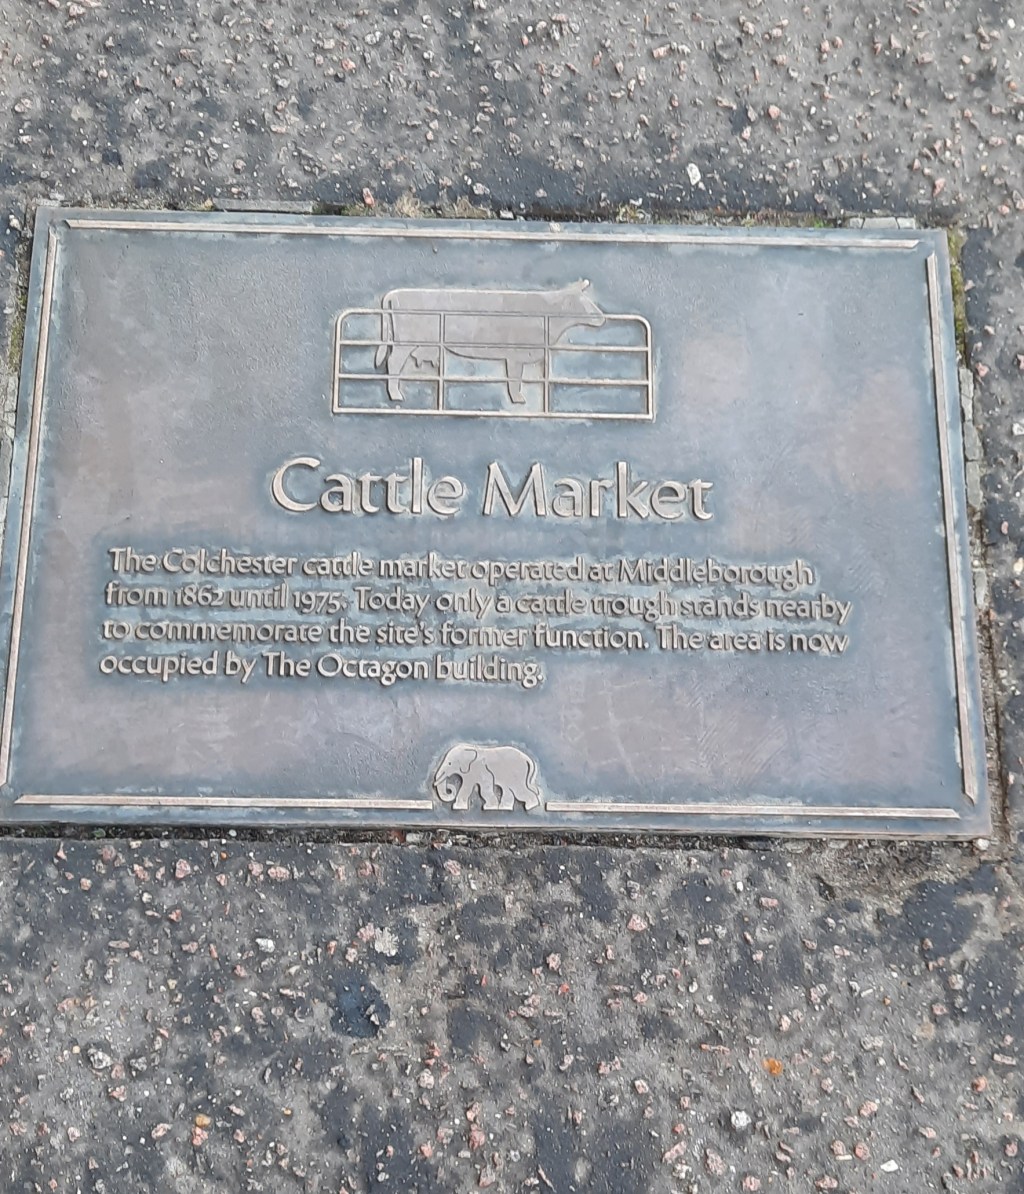 Cattle Market
The Colchester cattle market operated at Middleborough
from 1862 until 1975. Today only a cattle trough stands nearby
to commemorate the site's former function. The area is now
occupied by The Octagon building.